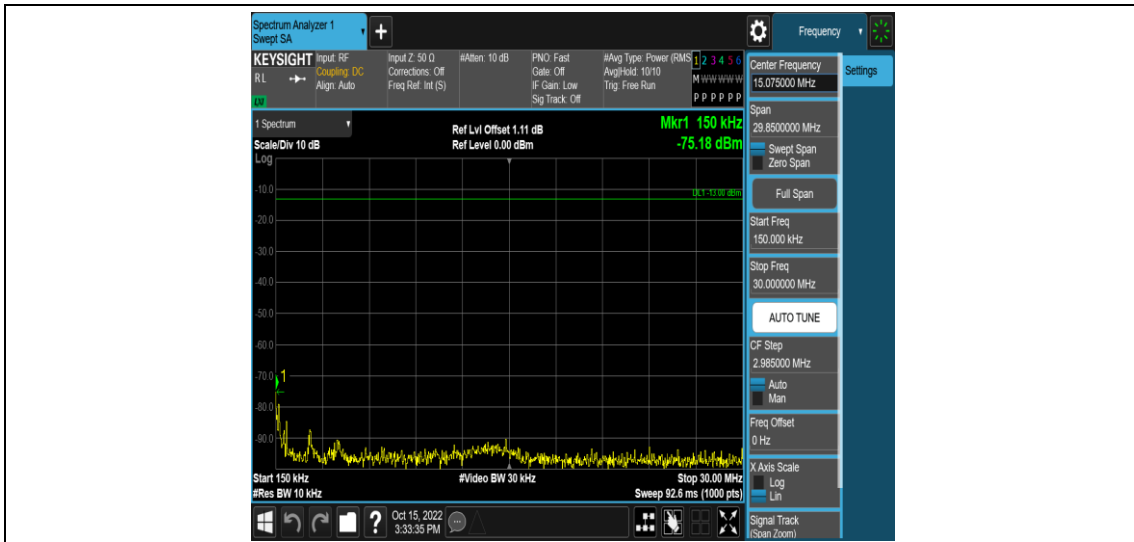 Spectrum Analyzer 1
Swept SA
Frequency
KEYSIGHT
RL
LM
Input: RF
Coupling: DC
Align: Auto
Input Z: 50 Ω
Corrections: Off
Freq Ref: Int (S)
#Atten: 10 dB
PNO: Fast
Gate: Off
IF Gain: Low
Sig Track: Off
#Avg Type: Power (RMS
Avg|Hold: 10/10
Trig: Free Run
1 2 3 4 5 6
M W W W W W
P P P P P P
1 Spectrum
Scale/Div 10 dB
Log
Ref Lvl Offset 1.11 dB
Ref Level 0.00 dBm
Mkr1 150 kHz
-75.18 dBm
DL1 -13.00 dBm
-10.0
-20.0
-30.0
-40.0
-50.0
-60.0
-70.0
1
-80.0
-90.0
Start 150 kHz
#Video BW 30 kHz
Stop 30.00 MHz
#Res BW 10 kHz
Sweep 92.6 ms (1000 pts)
Center Frequency
15.075000 MHz
Settings
Span
29.8500000 MHz
Swept Span
Zero Span
Full Span
Start Freq
150.000 kHz
Stop Freq
30.000000 MHz
AUTO TUNE
CF Step
2.985000 MHz
Auto
Man
Freq Offset
0 Hz
X Axis Scale
Log
Lin
Signal Track
(Span Zoom)
?
Oct 15, 2022
3:33:35 PM